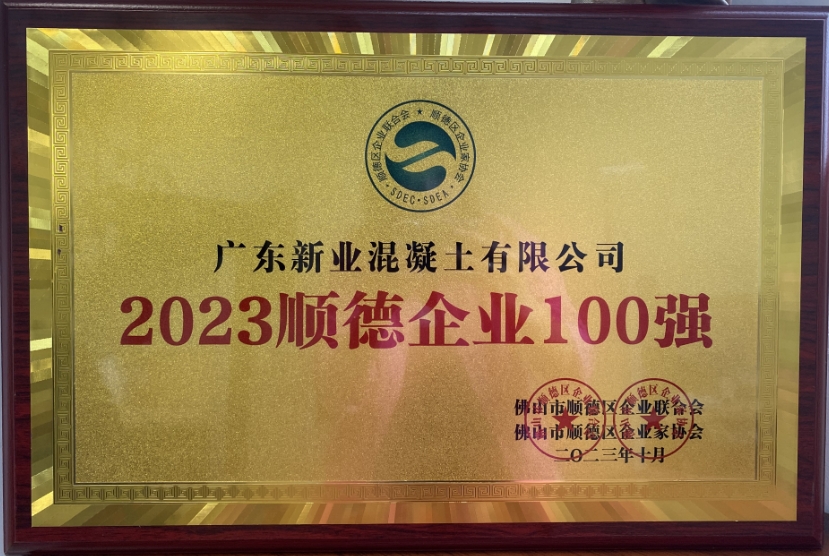 顺德区企业联合会 ★ 顺德区企业家协会
·SDEC·SDEA·
广东新业混凝土有限公司
2023顺德企业100强
佛山市顺德区企业联合会
佛山市顺德区企业家协会
二〇二三年十月